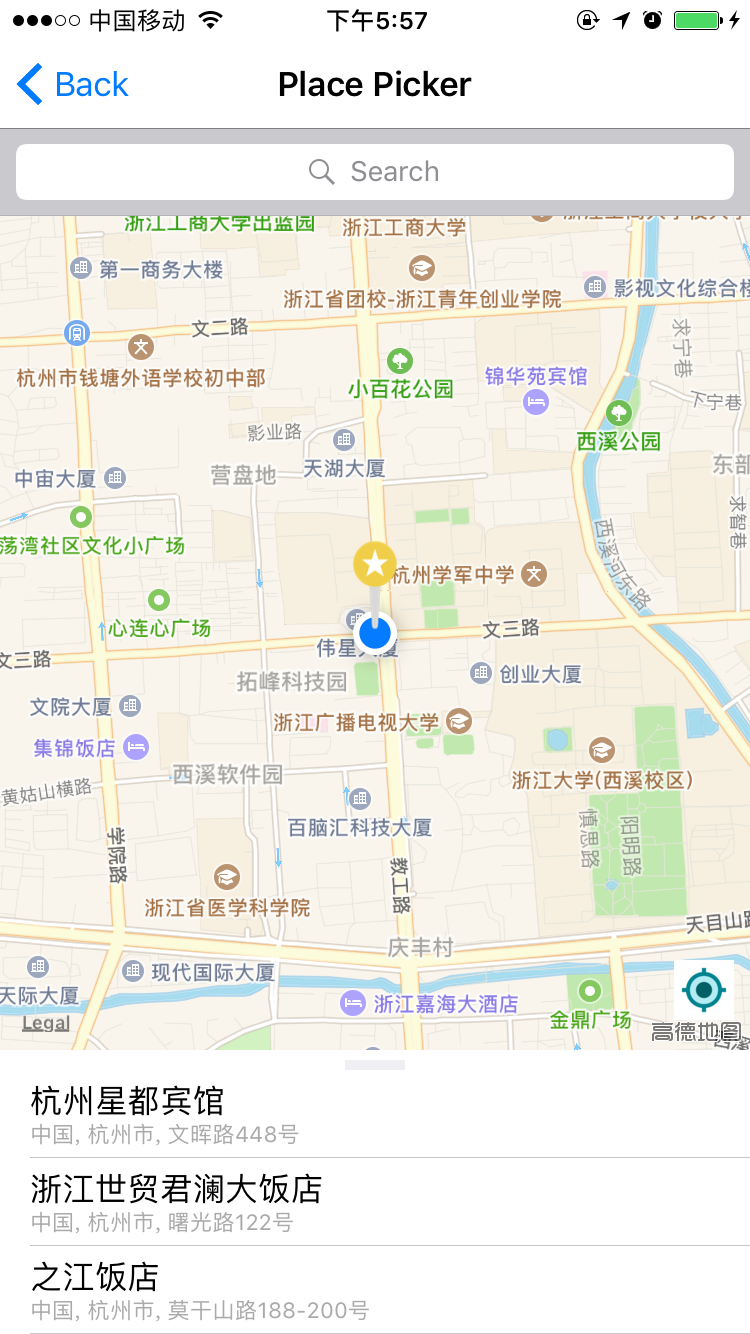 中国移动 下午5:57
Back Place Picker
Search
浙江工商大学出蓝园
浙江工商大学
第一商务大楼
影视文化综合楼
浙江省团校-浙江青年创业学院
文二路
求宁巷
杭州市钱塘外语学校初中部
小百花公园
锦华苑宾馆
下宁巷
影业路
西溪公园
天湖大厦
东部
中宙大厦
营盘地
求智巷
荡湾社区文化小广场
杭州学军中学
西溪河东路
心连心广场
文三路
伟星大厦
文三路
创业大厦
拓峰科技园
文院大厦
浙江广播电视大学
集锦饭店
西溪软件园
浙江大学(西溪校区)
黄姑山横路
百脑汇科技大厦
慎思路
阳明路
学院路
教工路
浙江省医学科学院
天目山路
庆丰村
现代国际大厦
天际大厦
浙江嘉海大酒店
金鼎广场
Legal
高德地图
杭州星都宾馆
中国, 杭州市, 文晖路448号
浙江世贸君澜大饭店
中国, 杭州市, 曙光路122号
之江饭店
中国, 杭州市, 莫干山路188-200号